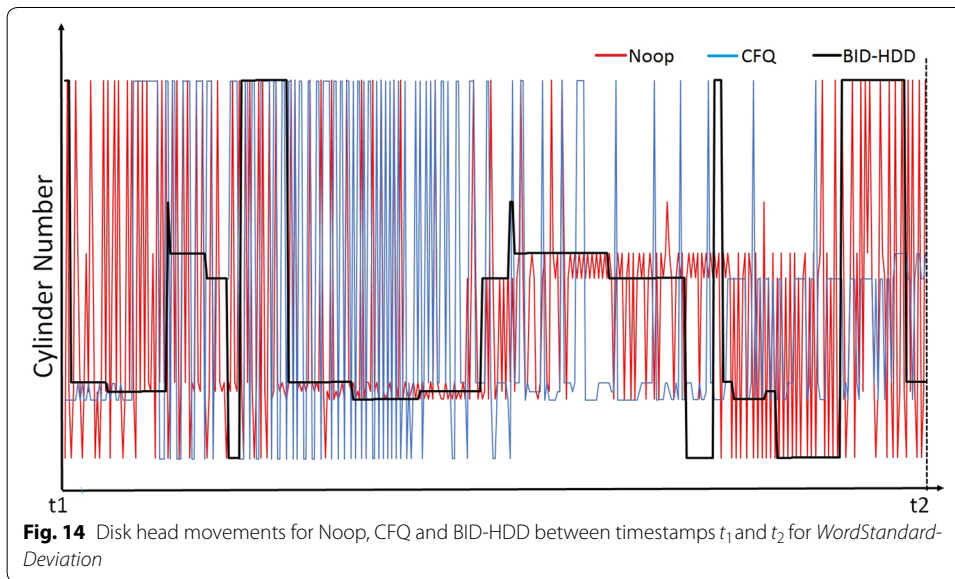 Noop CFQ BID-HDD
Cylinder Number
t1 t2
Fig. 14 Disk head movements for Noop, CFQ and BID-HDD between timestamps t1 and t2 for WordStandard-
Deviation